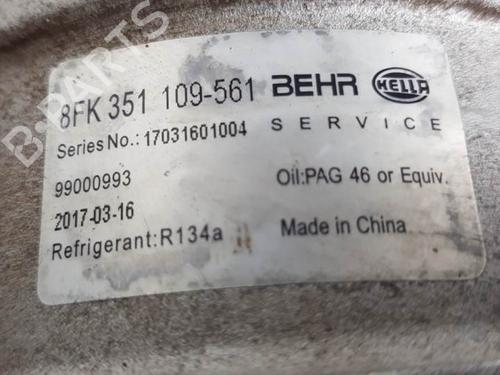 8FK 351 109-561 BEHR HELLA
Series No.: 17031601004 SERVICE
99000993 Oil:PAG 46 or Equiv.
2017-03-16
Refrigerant:R134a Made in China
B-PARTS